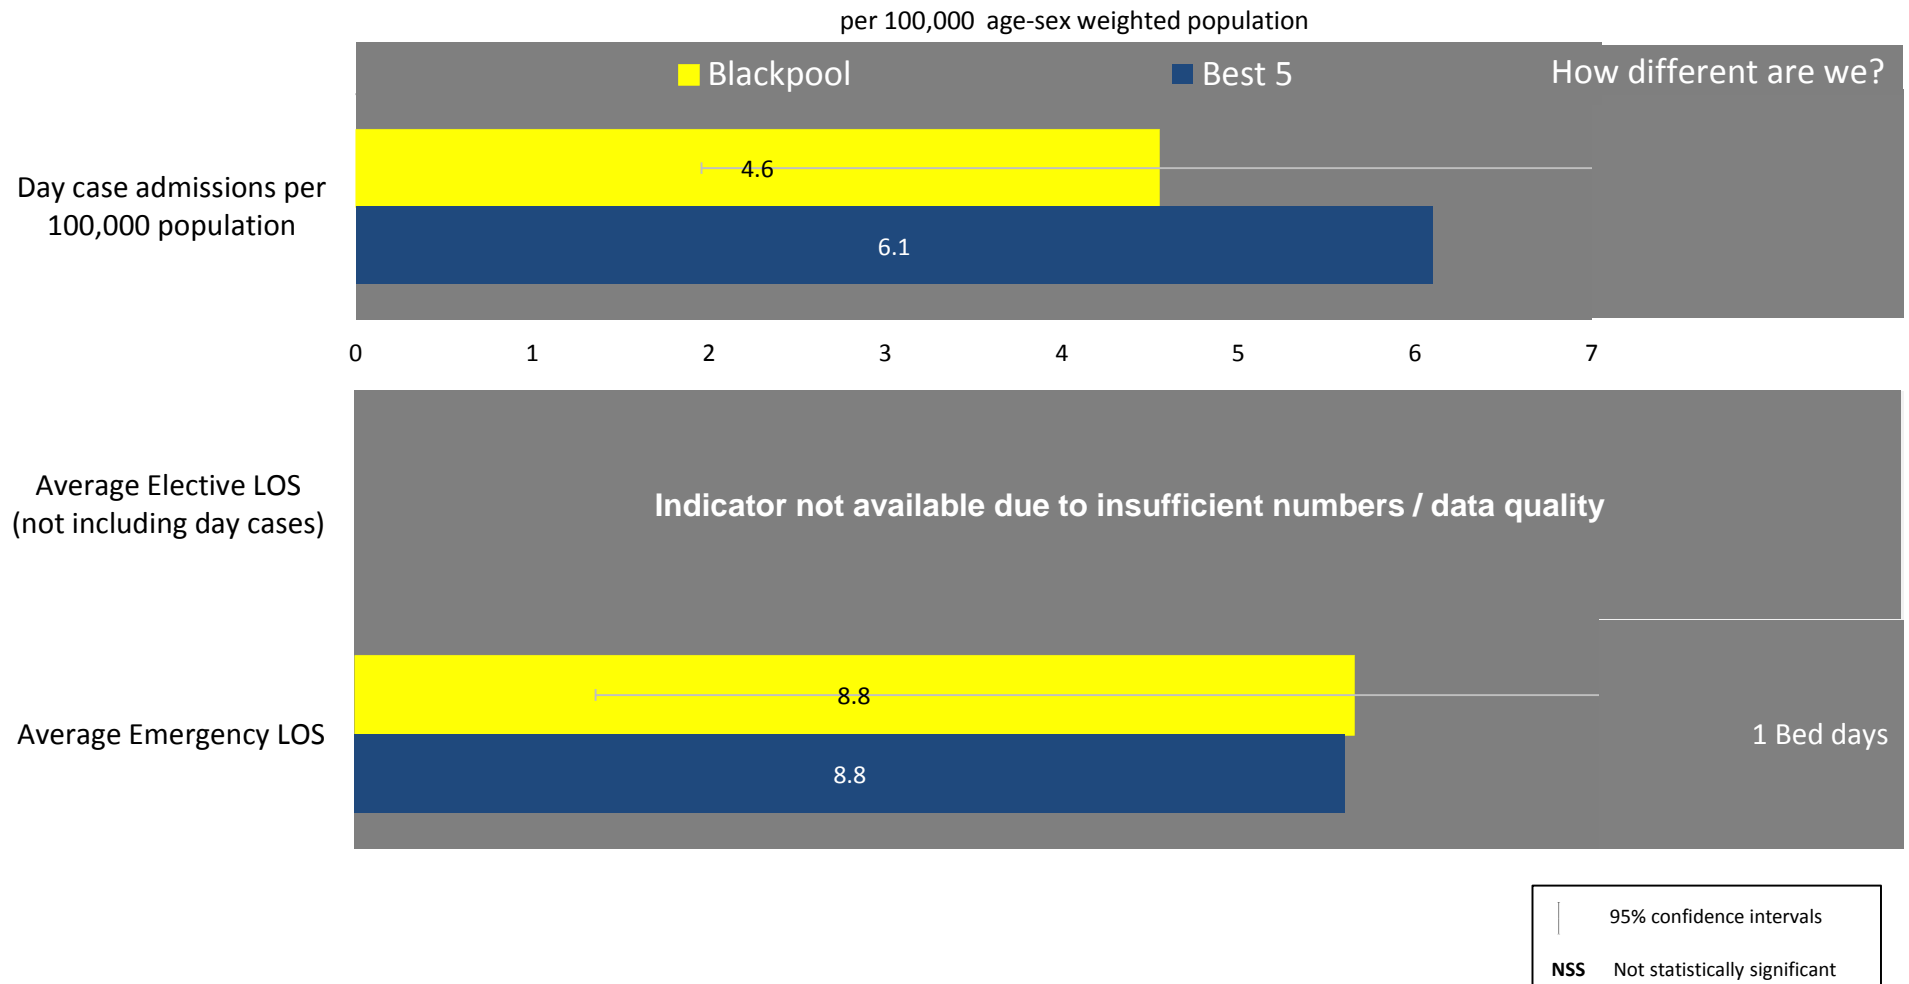 per 100,000 age-sex weighted population
Blackpool
Best 5
How different are we?
Day case admissions per
100,000 population
4.6
6.1
0 1 2 3 4 5 6 7
Average Elective LOS
(not including day cases)
Indicator not available due to insufficient numbers / data quality
Average Emergency LOS
8.8
8.8
1 Bed days
95% confidence intervals
NSS Not statistically significant